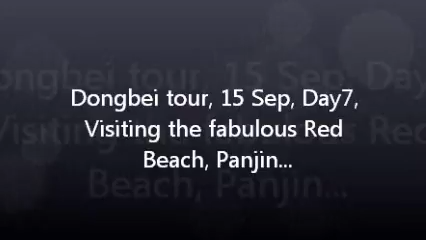 Dongbei tour, 15 Sep, Day7,
Visiting the fabulous Red
Beach, Panjin...